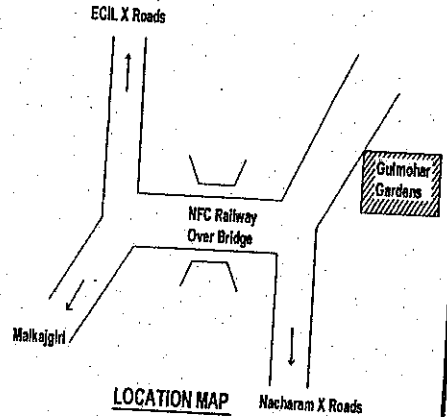 ECIL X Roads
Gulmohar
Gardens
NFC Railway
Over Bridge
Malkajgiri
LOCATION MAP
Nacharam X Roads